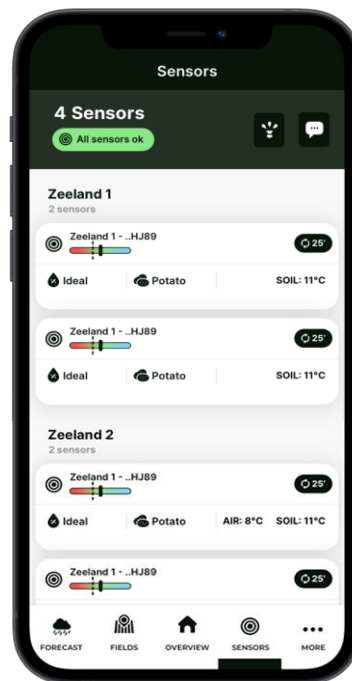 Sensors
4 Sensors
All sensors ok
Zeeland 1
2 sensors
Zeeland 1 - ..HJ89
25'
Ideal Potato SOIL: 11°C
Zeeland 1 - ..HJ89
25'
Ideal Potato SOIL: 11°C
Zeeland 2
2 sensors
Zeeland 1 - ..HJ89
25'
Ideal Potato AIR: 8°C SOIL: 11°C
Zeeland 1 - ..HJ89
25'
FORECAST FIELDS OVERVIEW SENSORS MORE